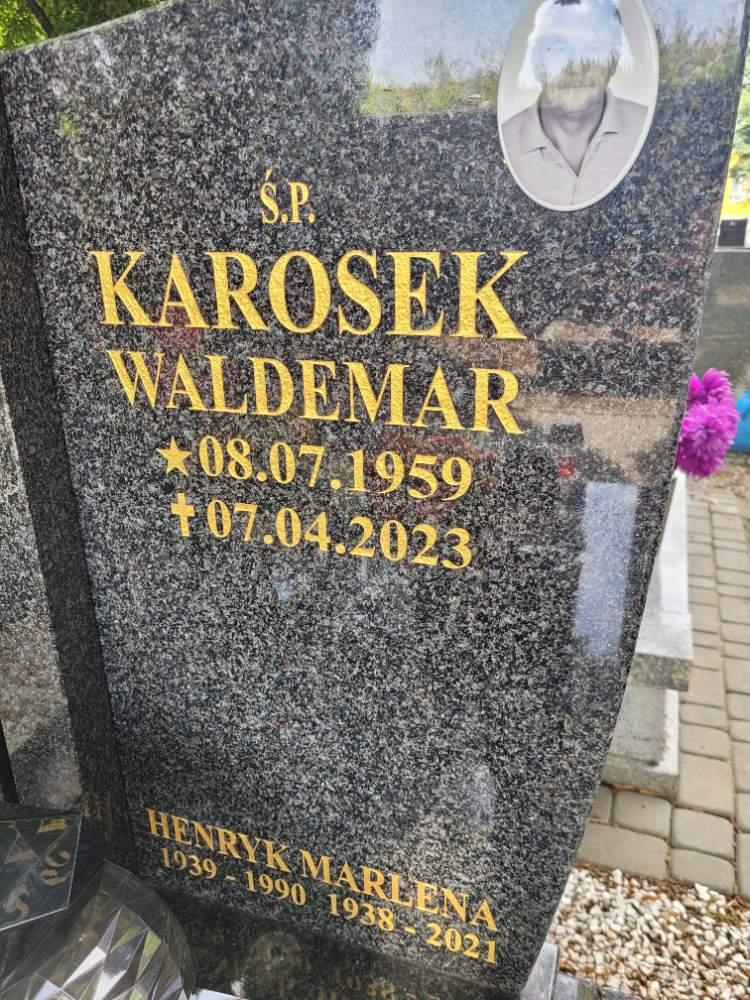 Ś.P.
KAROSEK
WALDEMAR
★08.07.1959
✝07.04.2023
HENRYK MARLENA
1939 - 1990 1938 - 2021